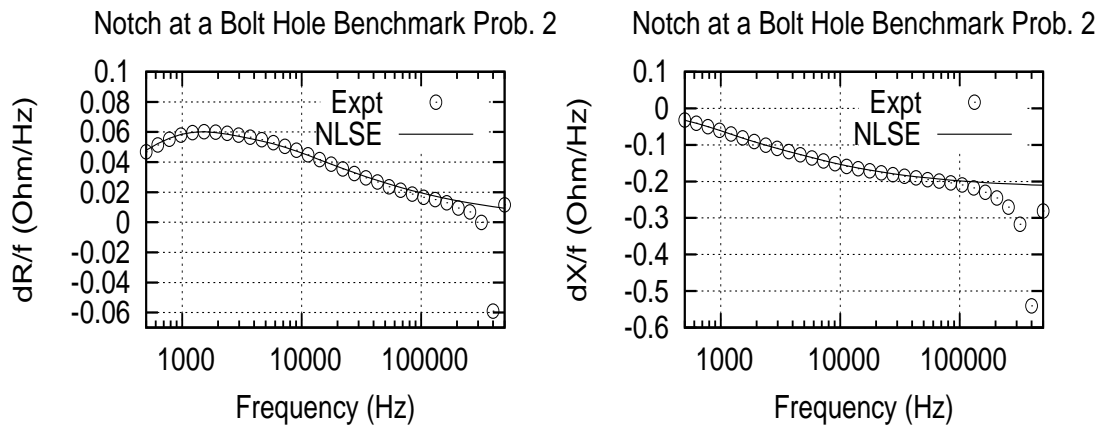 Notch at a Bolt Hole Benchmark Prob. 2
dR/f (Ohm/Hz)
0.1
0.08
0.06
0.04
0.02
0
-0.02
-0.04
-0.06
Expt
NLSE
1000 10000 100000
Frequency (Hz)
Notch at a Bolt Hole Benchmark Prob. 2
dX/f (Ohm/Hz)
0.1
0
-0.1
-0.2
-0.3
-0.4
-0.5
-0.6
Expt
NLSE
1000 10000 100000
Frequency (Hz)